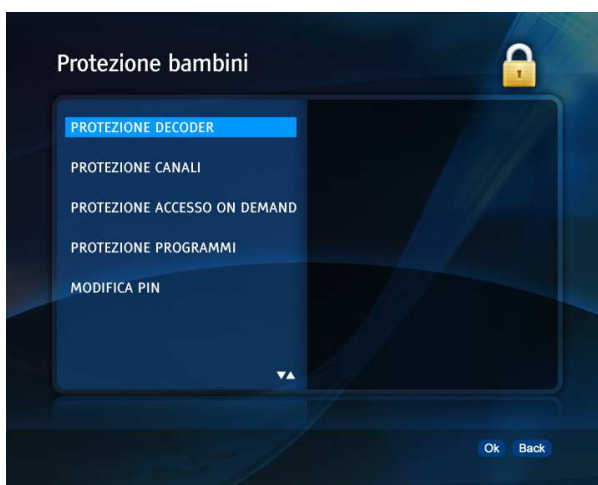 Protezione bambini
PROTEZIONE DECODER
PROTEZIONE CANALI
PROTEZIONE ACCESSO ON DEMAND
PROTEZIONE PROGRAMMI
MODIFICA PIN
Ok Back